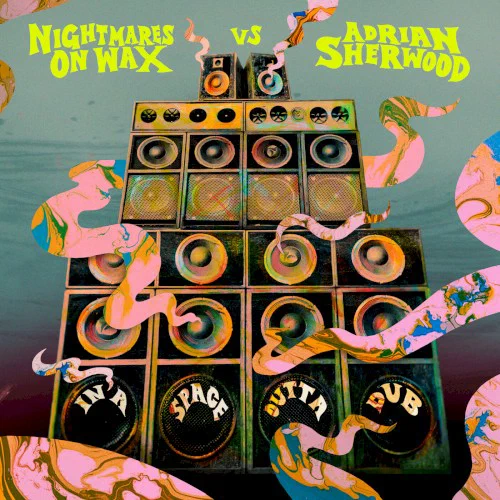 NIGHTMARES
ON WAX
VS
ADRIAN
SHERWOOD
IN A
SPACE
OUTTA
DUB